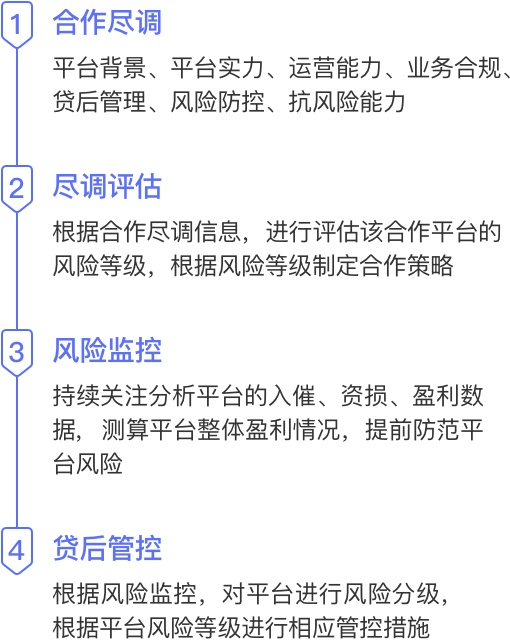 1 合作尽调
平台背景、平台实力、运营能力、业务合规、
贷后管理、风险防控、抗风险能力
2 尽调评估
根据合作尽调信息，进行评估该合作平台的
风险等级，根据风险等级制定合作策略
3 风险监控
持续关注分析平台的入催、资损、盈利数
据，测算平台整体盈利情况，提前防范平
台风险
4 贷后管控
根据风险监控，对平台进行风险分级，
根据平台风险等级进行相应管控措施